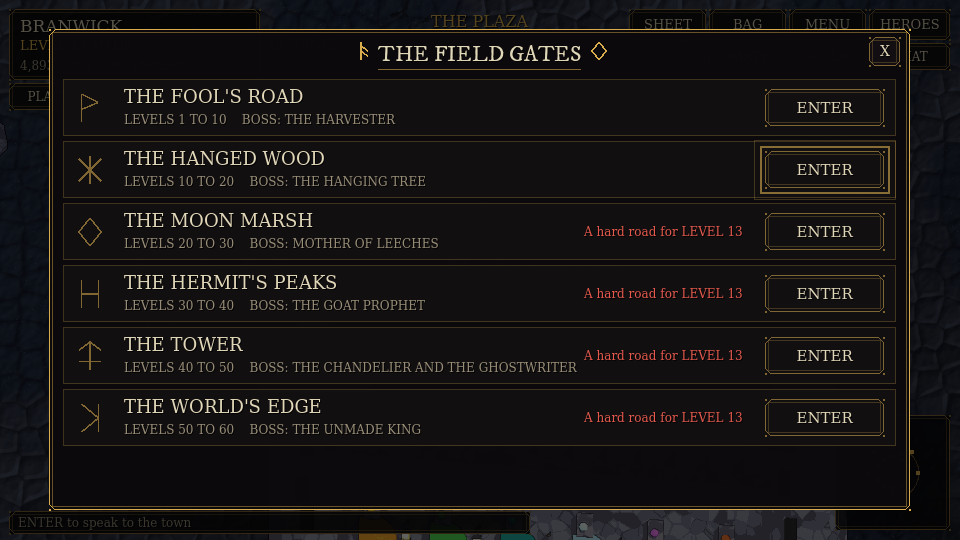 BRANWICK
THE PLAZA
SHEET
BAG
MENU
HEROES
THE FIELD GATES
X
THE FOOL'S ROAD
LEVELS 1 TO 10 BOSS: THE HARVESTER
ENTER
THE HANGED WOOD
LEVELS 10 TO 20 BOSS: THE HANGING TREE
ENTER
THE MOON MARSH
LEVELS 20 TO 30 BOSS: MOTHER OF LEECHES
A hard road for LEVEL 13
ENTER
THE HERMIT'S PEAKS
LEVELS 30 TO 40 BOSS: THE GOAT PROPHET
A hard road for LEVEL 13
ENTER
THE TOWER
LEVELS 40 TO 50 BOSS: THE CHANDELIER AND THE GHOSTWRITER
A hard road for LEVEL 13
ENTER
THE WORLD'S EDGE
LEVELS 50 TO 60 BOSS: THE UNMADE KING
A hard road for LEVEL 13
ENTER
ENTER to speak to the town